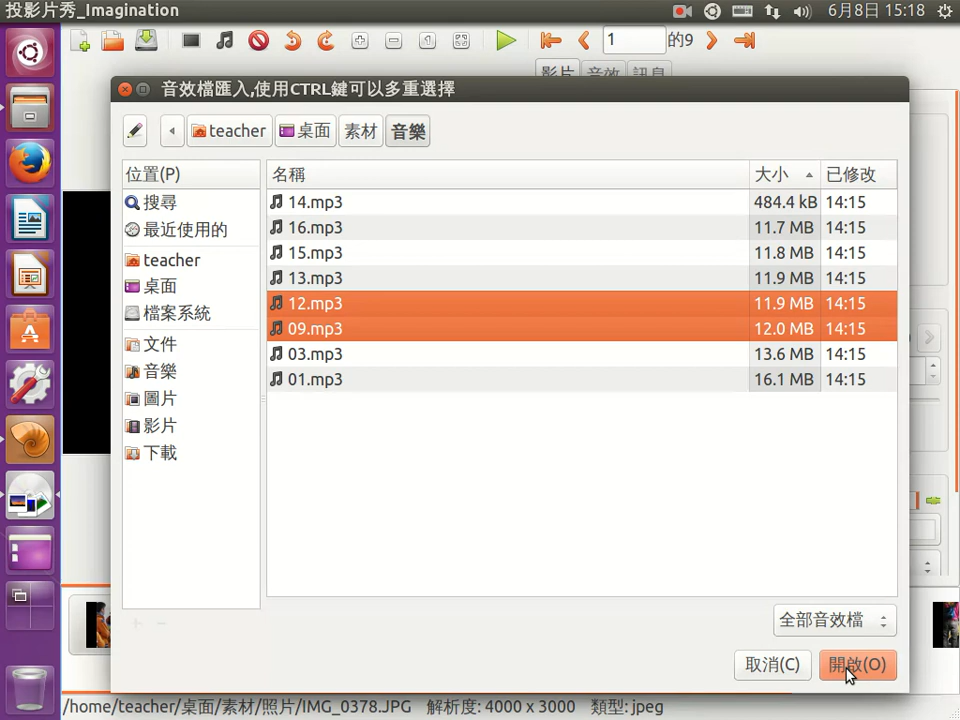 投影片秀_Imagination
6月8日 15:18
1
的9
影片
音效
訊息
音效檔匯入,使用CTRL鍵可以多重選擇
teacher
桌面
素材
音樂
位置(P)
搜尋
最近使用的
teacher
桌面
檔案系統
文件
音樂
圖片
影片
下載
名稱 大小 已修改
14.mp3 484.4 kB 14:15
16.mp3 11.7 MB 14:15
15.mp3 11.8 MB 14:15
13.mp3 11.9 MB 14:15
12.mp3 11.9 MB 14:15
09.mp3 12.0 MB 14:15
03.mp3 13.6 MB 14:15
01.mp3 16.1 MB 14:15
全部音效檔
取消(C)
開啟(O)
/home/teacher/桌面/素材/照片/IMG_0378.JPG 解析度: 4000 x 3000 類型: jpeg